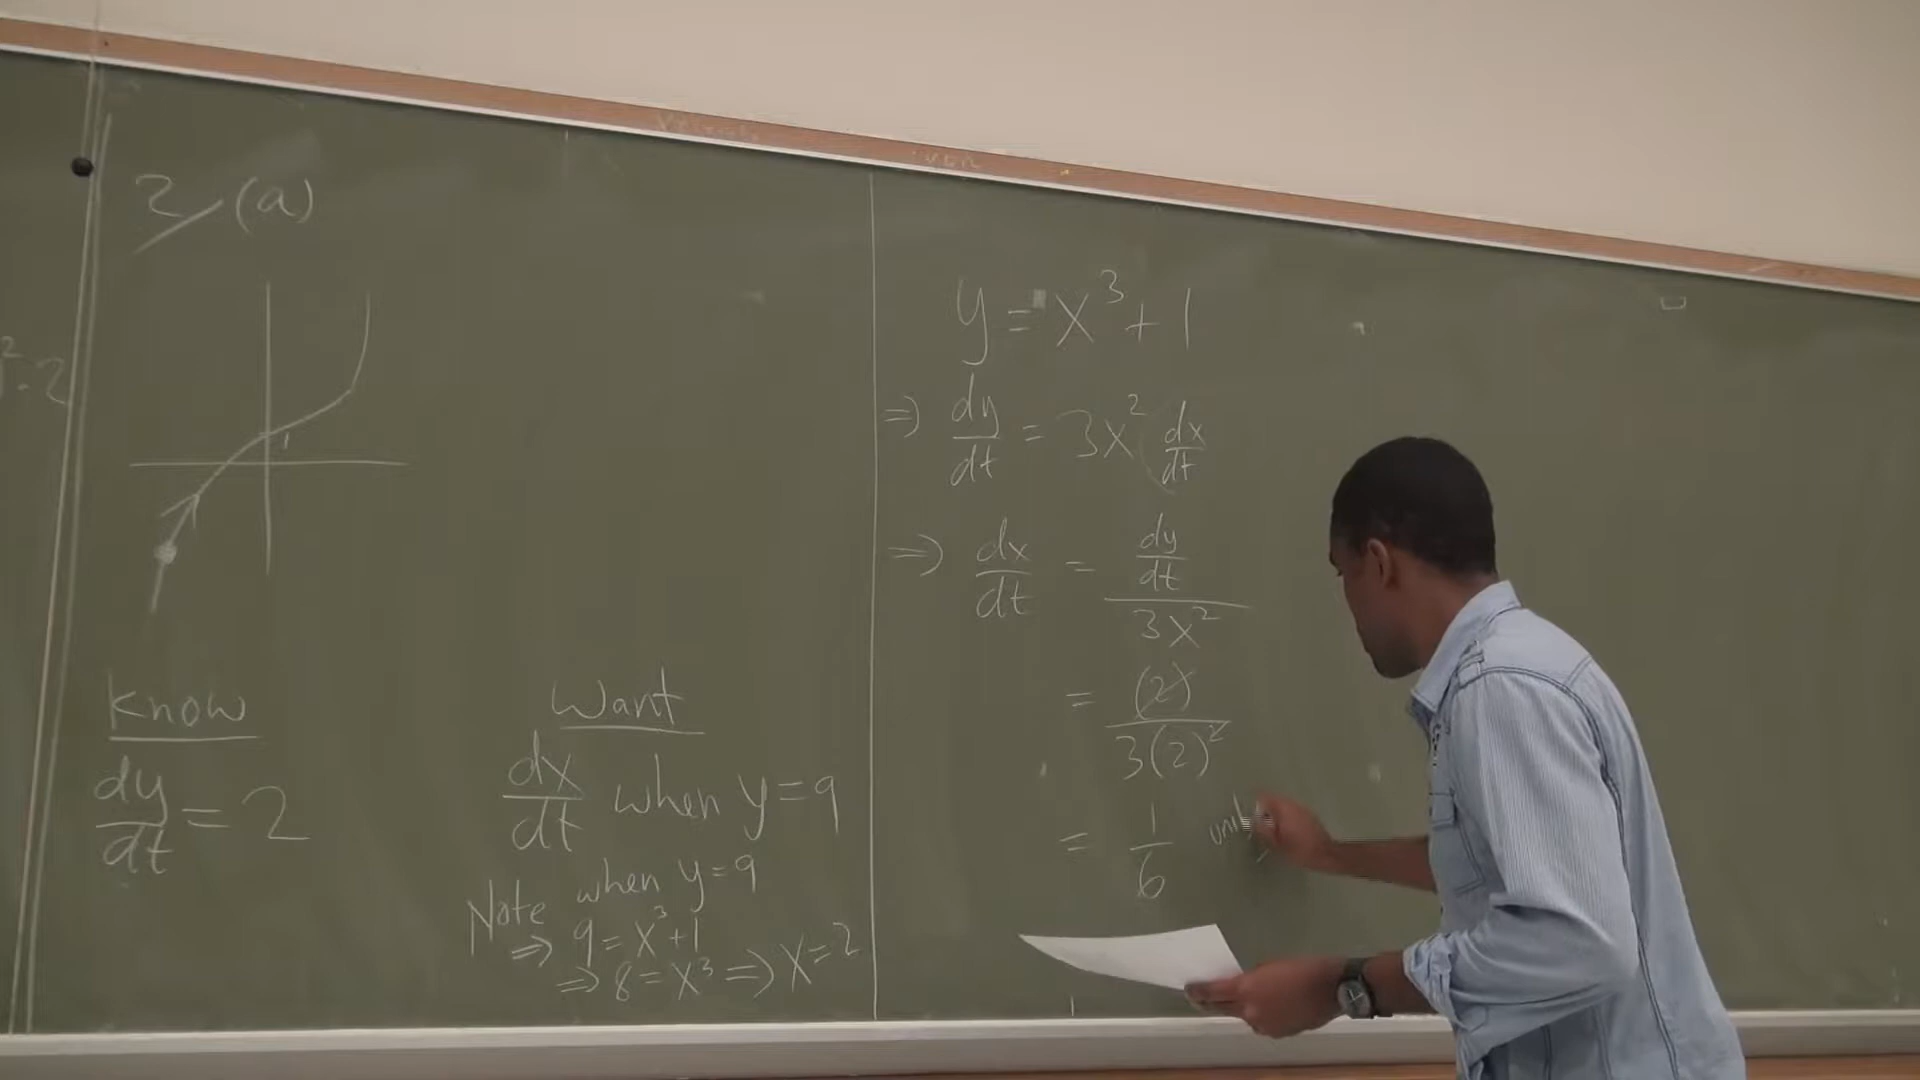 2 (a)
1
Know
dy/dt = 2
Want
dx/dt when y=9
Note when y=9
⇒ 9 = x³+1
⇒ 8 = x³ ⇒ x=2
y = x³ + 1
⇒ dy/dt = 3x² dx/dt
⇒ dx/dt = (dy/dt)/(3x²)
= (2)/(3(2)²)
= 1/6